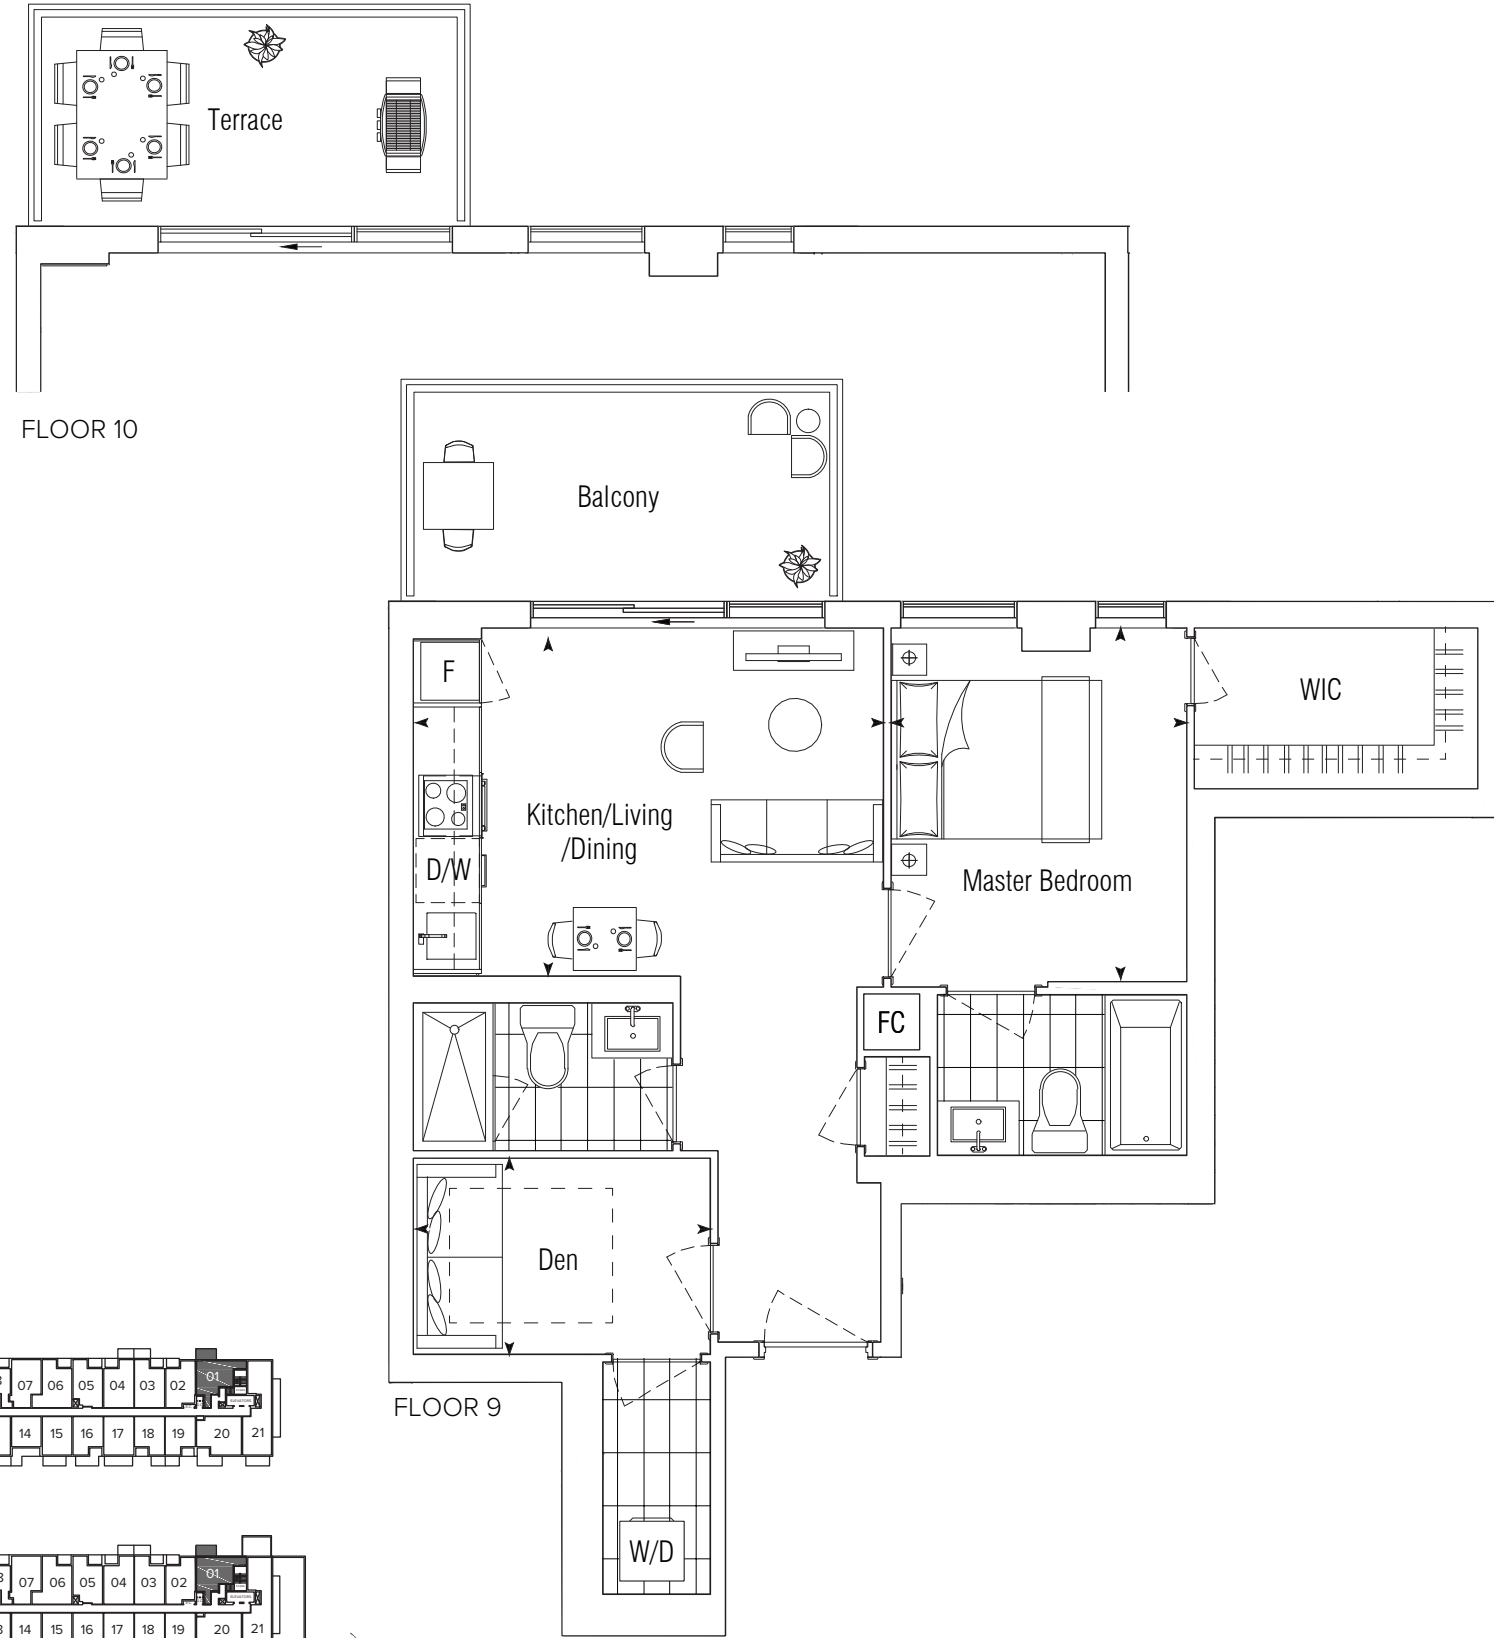 Terrace
FLOOR 10
Balcony
F
WIC
Kitchen/Living
/Dining
D/W
Master Bedroom
FC
Den
FLOOR 9
W/D
07 06 05 04 03 02 01
14 15 16 17 18 19 20 21
07 06 05 04 03 02 01
14 15 16 17 18 19 20 21